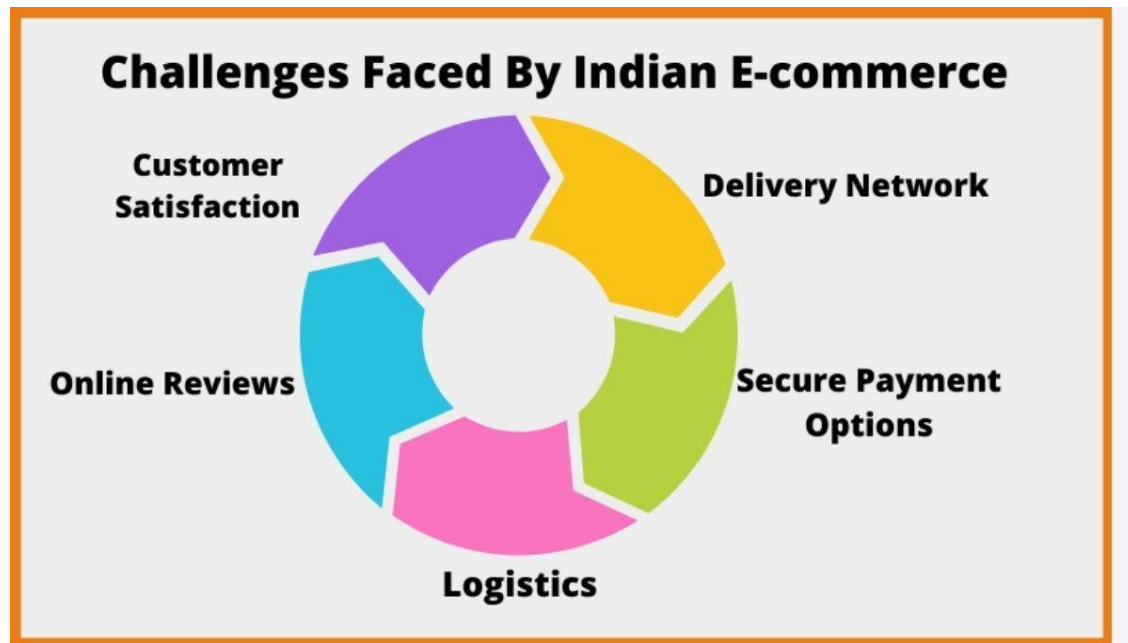 Challenges Faced By Indian E-commerce
Customer
Satisfaction
Delivery Network
Online Reviews
Secure Payment
Options
Logistics